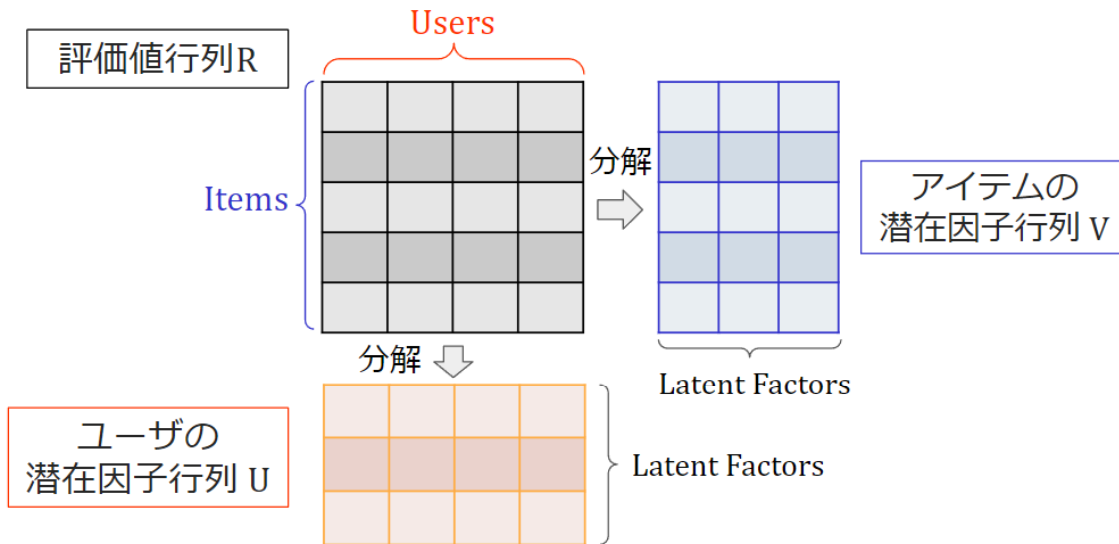 Users
評価値行列R
分解
Items
アイテムの
潜在因子行列 V
分解
Latent Factors
ユーザの
潜在因子行列 U
Latent Factors